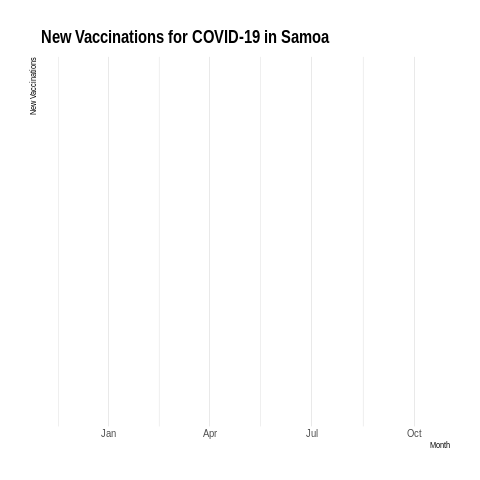 New Vaccinations for COVID-19 in Samoa
New Vaccinations
Jan Apr Jul Oct
Month